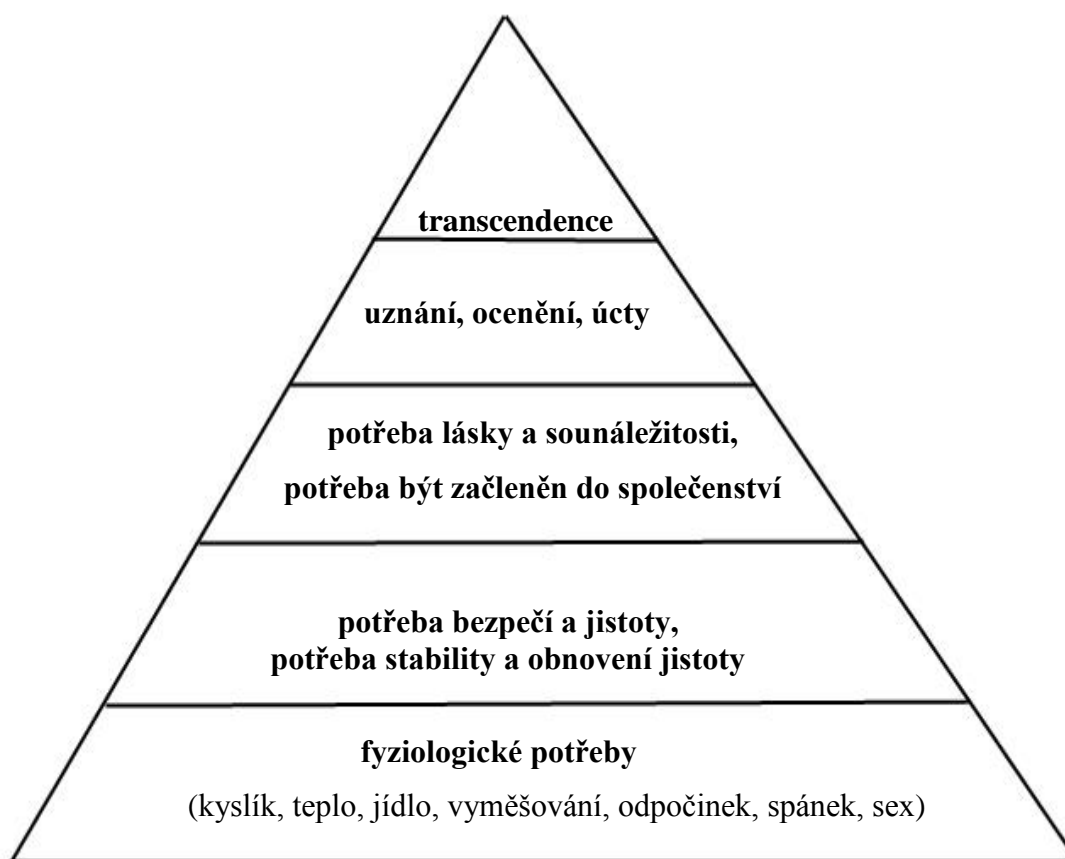 transcendence
uznání, ocenění, úcty
potřeba lásky a sounáležitosti,
potřeba být začleněn do společenství
potřeba bezpečí a jistoty,
potřeba stability a obnovení jistoty
fyziologické potřeby
(kyslík, teplo, jídlo, vyměšování, odpočinek, spánek, sex)